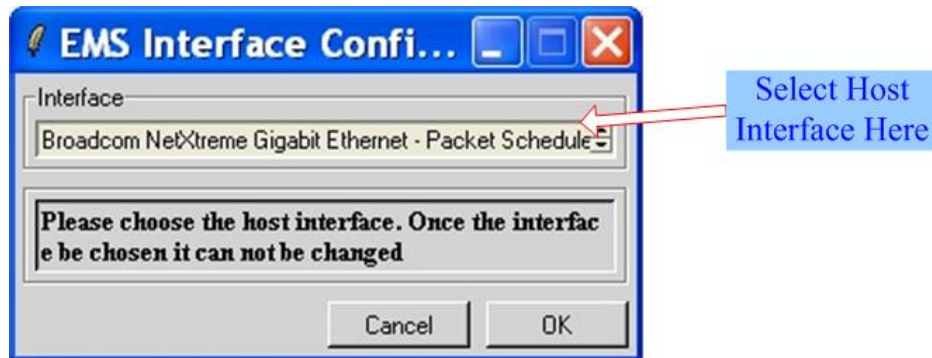 EMS Interface Confi...
Interface
Broadcom NetXtreme Gigabit Ethernet - Packet Schedule
Select Host
Interface Here
Please choose the host interface. Once the interfac
e be chosen it can not be changed
Cancel OK